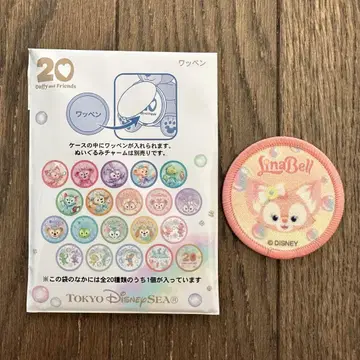 ワッペン
20
Duffy and Friends
ワッペン
ケースの中にワッペンが入れられます。
ぬいぐるみチャームは別売りです。
※この袋のなかには全20種類のうち1個が入っています
TOKYO DISNEYSEA®
LinaBell
© DISNEY